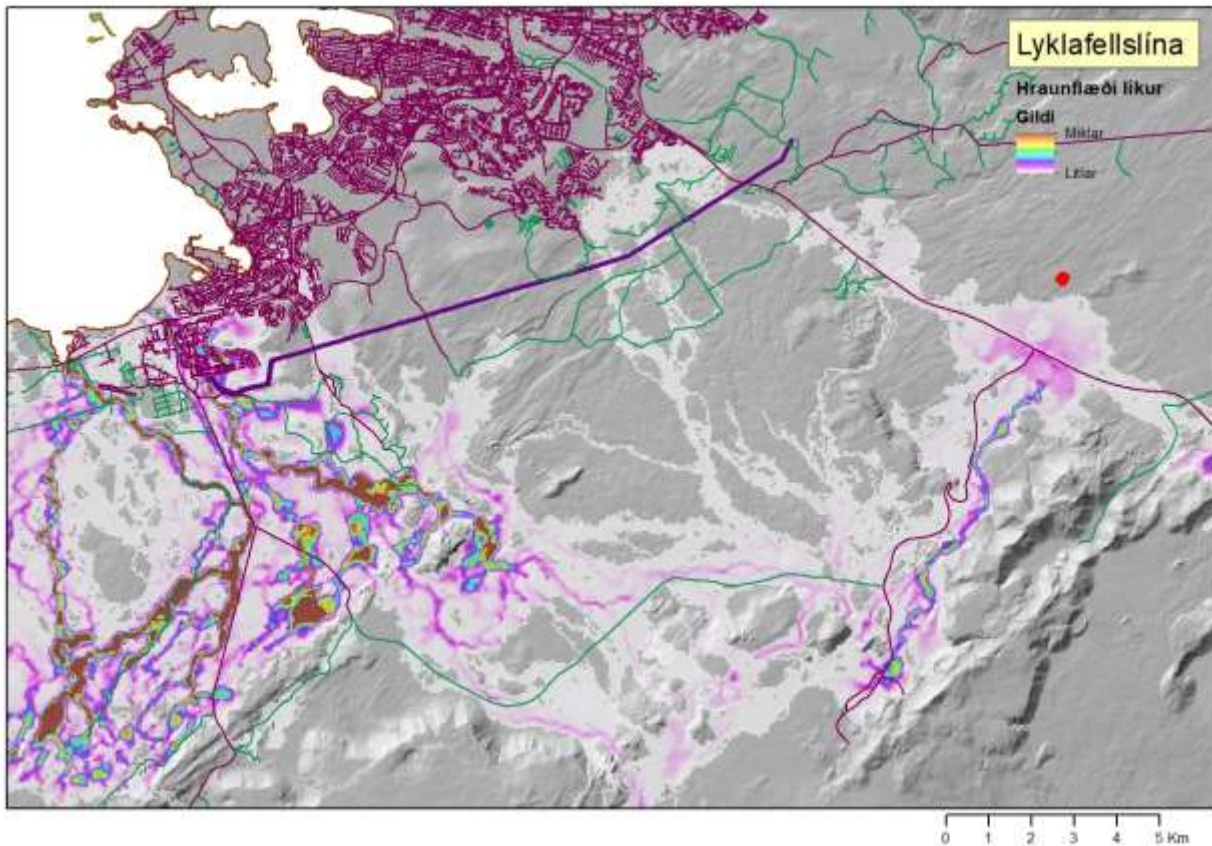 Lyklafellslína
Hraunflæði líkur
Gildi
Miklar
Litlar
0 1 2 3 4 5 Km